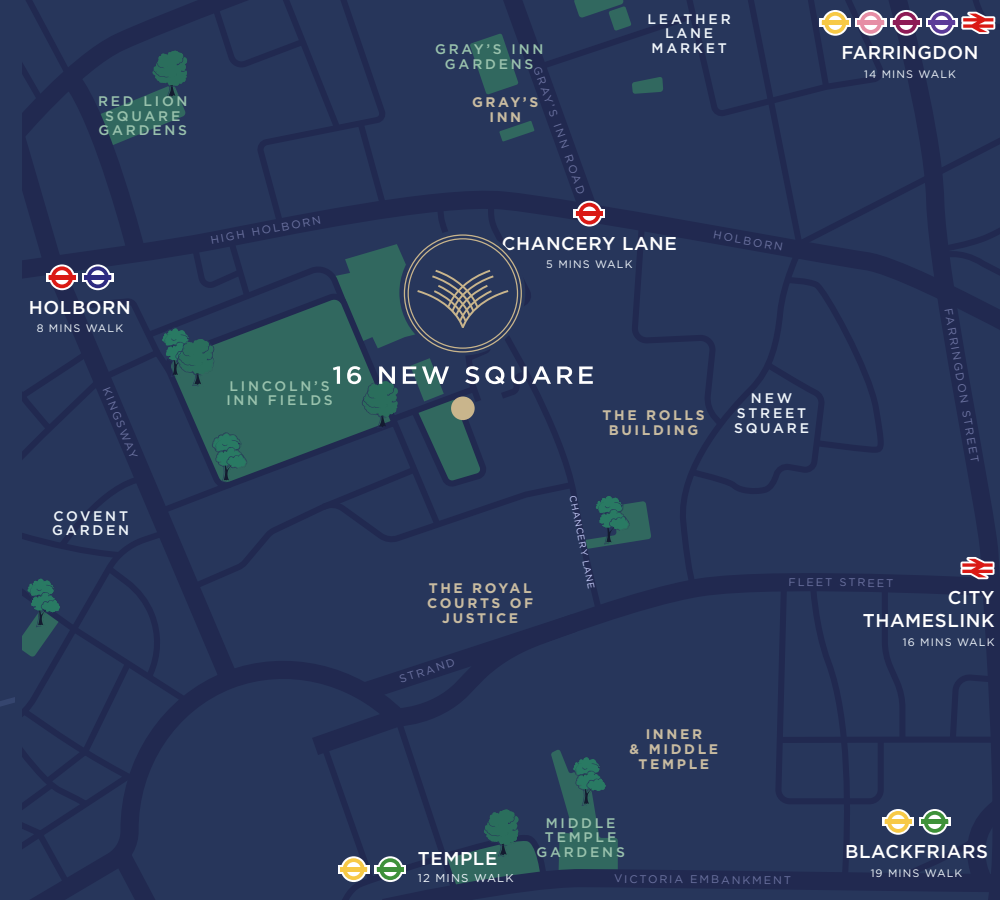 LEATHER
LANE
MARKET
FARRINGDON
14 MINS WALK
GRAY'S INN
GARDENS
GRAY'S
INN
GRAY'S INN ROAD
RED LION
SQUARE
GARDENS
HIGH HOLBORN
CHANCERY LANE
5 MINS WALK
HOLBORN
HOLBORN
8 MINS WALK
FARRINGDON STREET
16 NEW SQUARE
LINCOLN'S
INN FIELDS
KINGSWAY
THE ROLLS
BUILDING
NEW
STREET
SQUARE
COVENT
GARDEN
CHANCERY LANE
THE ROYAL
COURTS OF
JUSTICE
FLEET STREET
CITY
THAMESLINK
16 MINS WALK
STRAND
INNER
& MIDDLE
TEMPLE
MIDDLE
TEMPLE
GARDENS
TEMPLE
12 MINS WALK
BLACKFRIARS
19 MINS WALK
VICTORIA EMBANKMENT